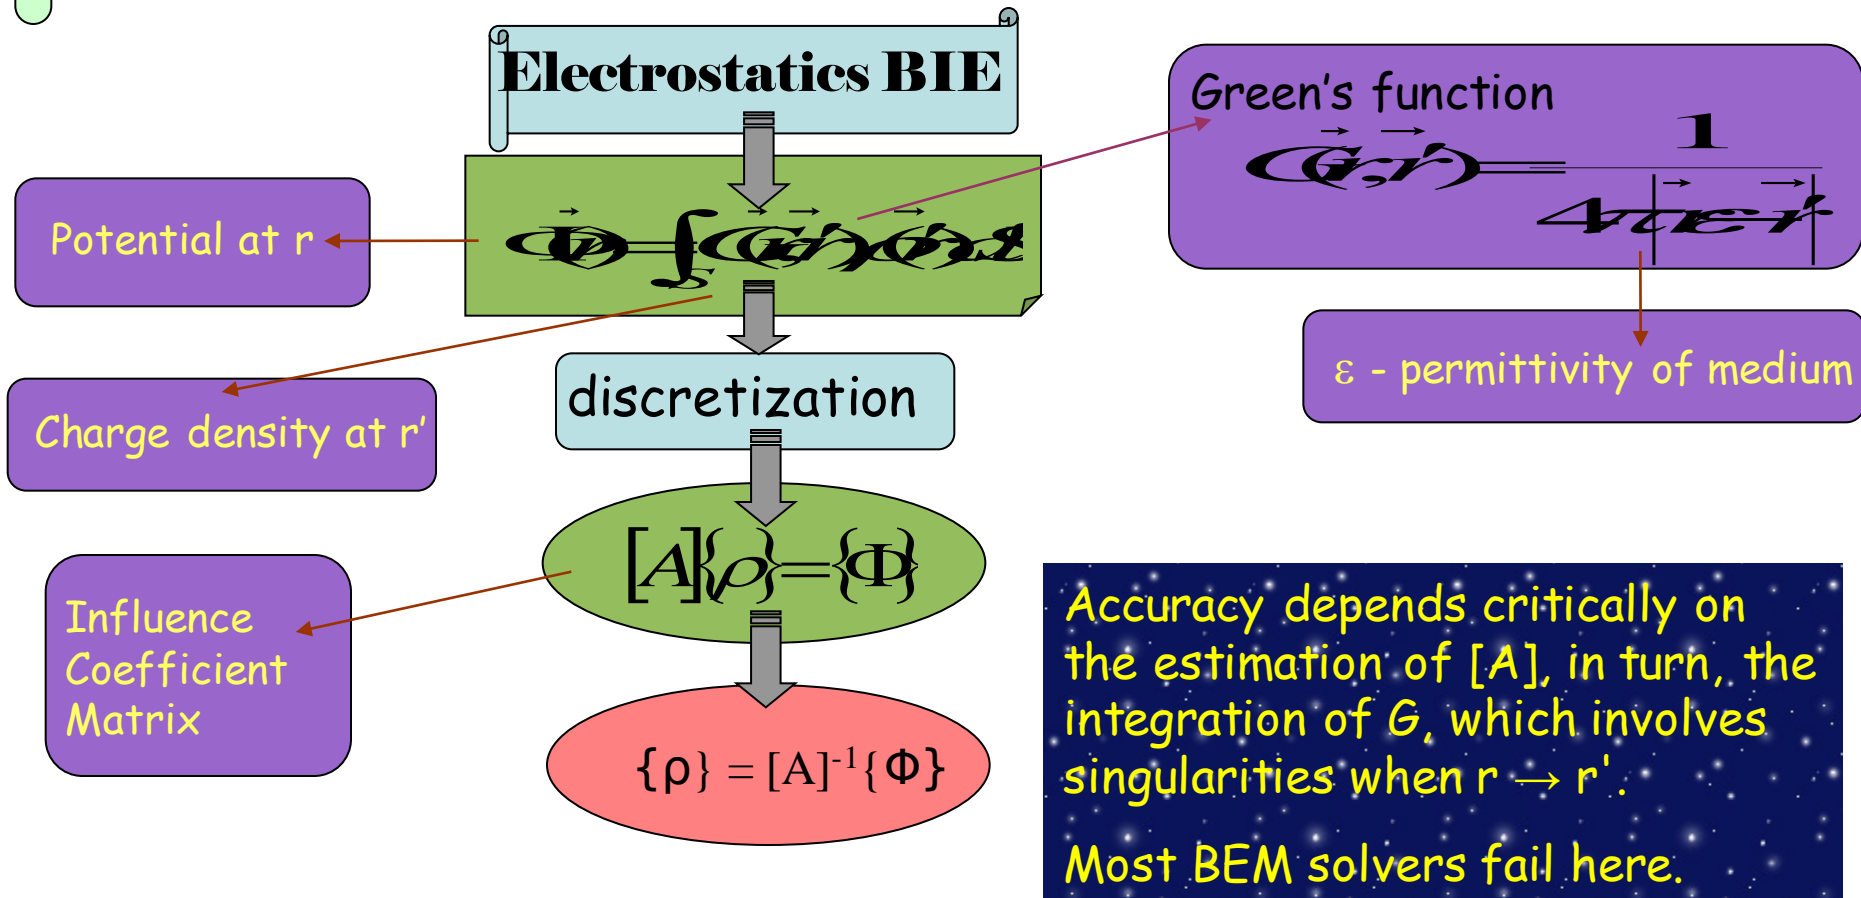 Electrostatics BIE
Green's function
G(r,r')=1/4πε|r-r'|
Potential at r
Φ(r)=∫S G(r,r')ρ(r')dS'
discretization
ε - permittivity of medium
Charge density at r'
[A]{ρ}={Φ}
Influence
Coefficient
Matrix
{ρ} = [A]-1{Φ}
Accuracy depends critically on
the estimation of [A], in turn, the
integration of G, which involves
singularities when r → r'.
Most BEM solvers fail here.